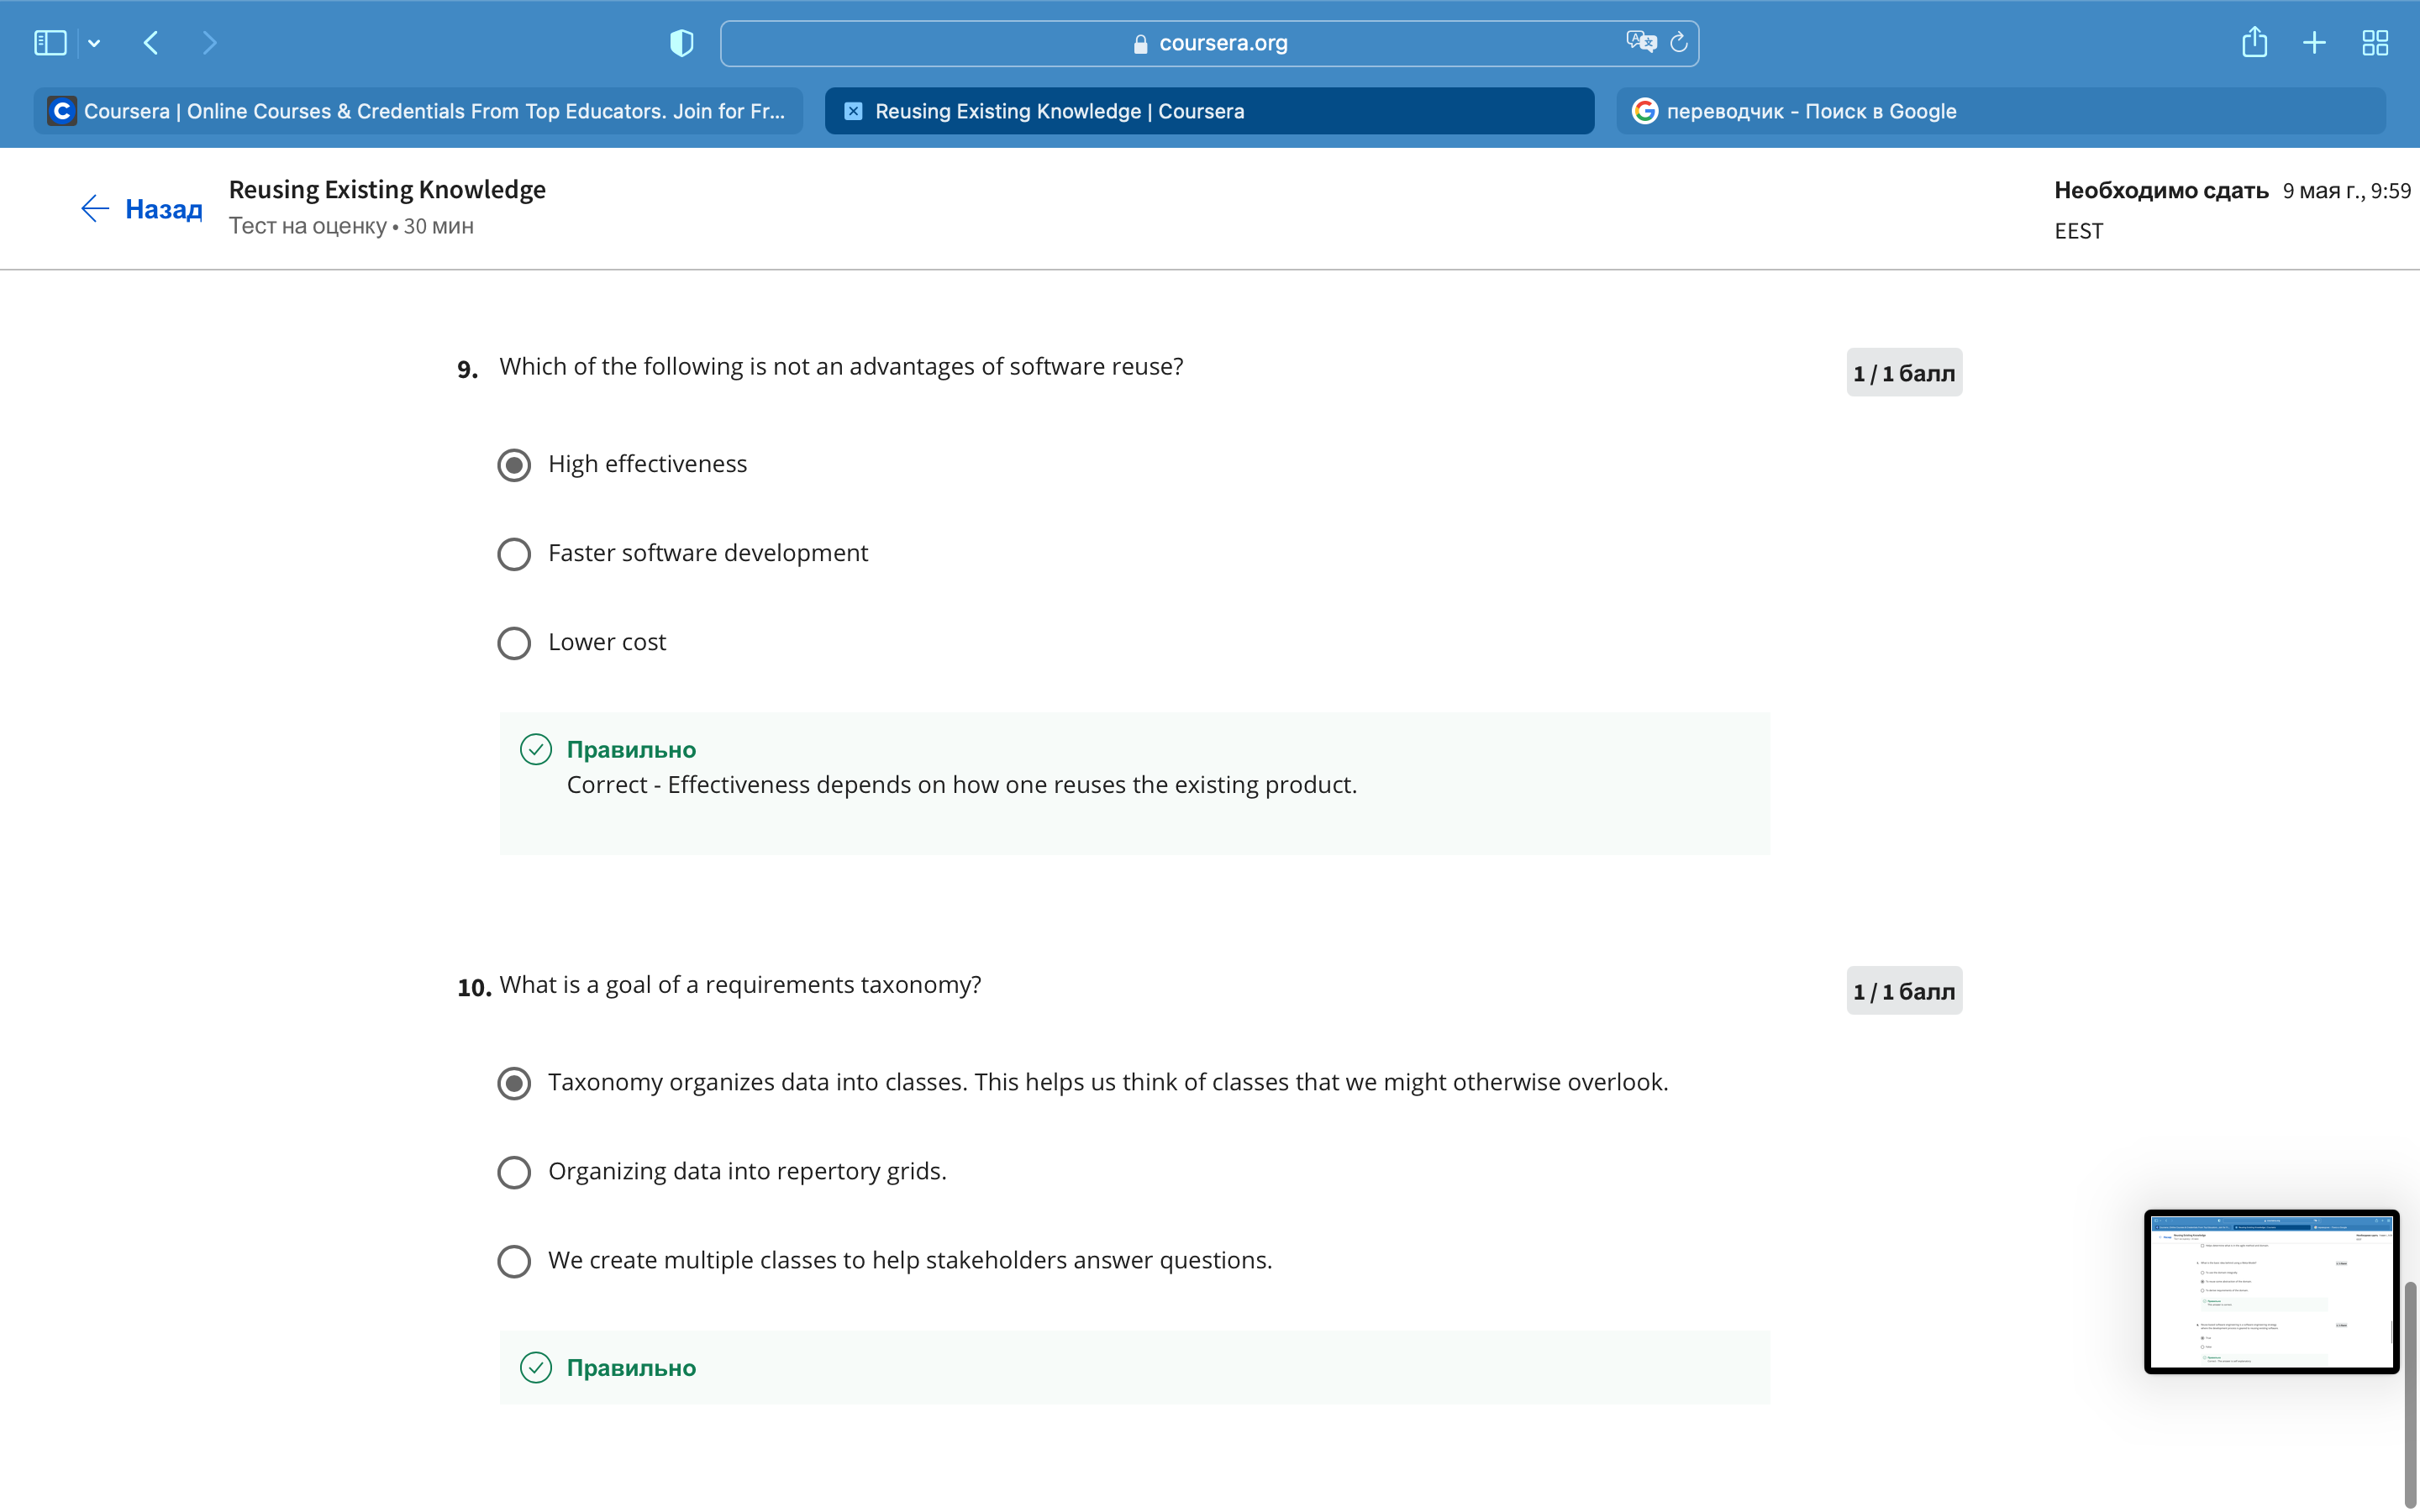 coursera.org
Coursera | Online Courses & Credentials From Top Educators. Join for Fr...
Reusing Existing Knowledge | Coursera
переводчик - Поиск в Google
Назад
Reusing Existing Knowledge
Тест на оценку • 30 мин
Необходимо сдать 9 мая г., 9:59
EEST
9. Which of the following is not an advantages of software reuse?
1 / 1 балл
High effectiveness
Faster software development
Lower cost
Правильно
Correct - Effectiveness depends on how one reuses the existing product.
10. What is a goal of a requirements taxonomy?
1 / 1 балл
Taxonomy organizes data into classes. This helps us think of classes that we might otherwise overlook.
Organizing data into repertory grids.
We create multiple classes to help stakeholders answer questions.
Правильно